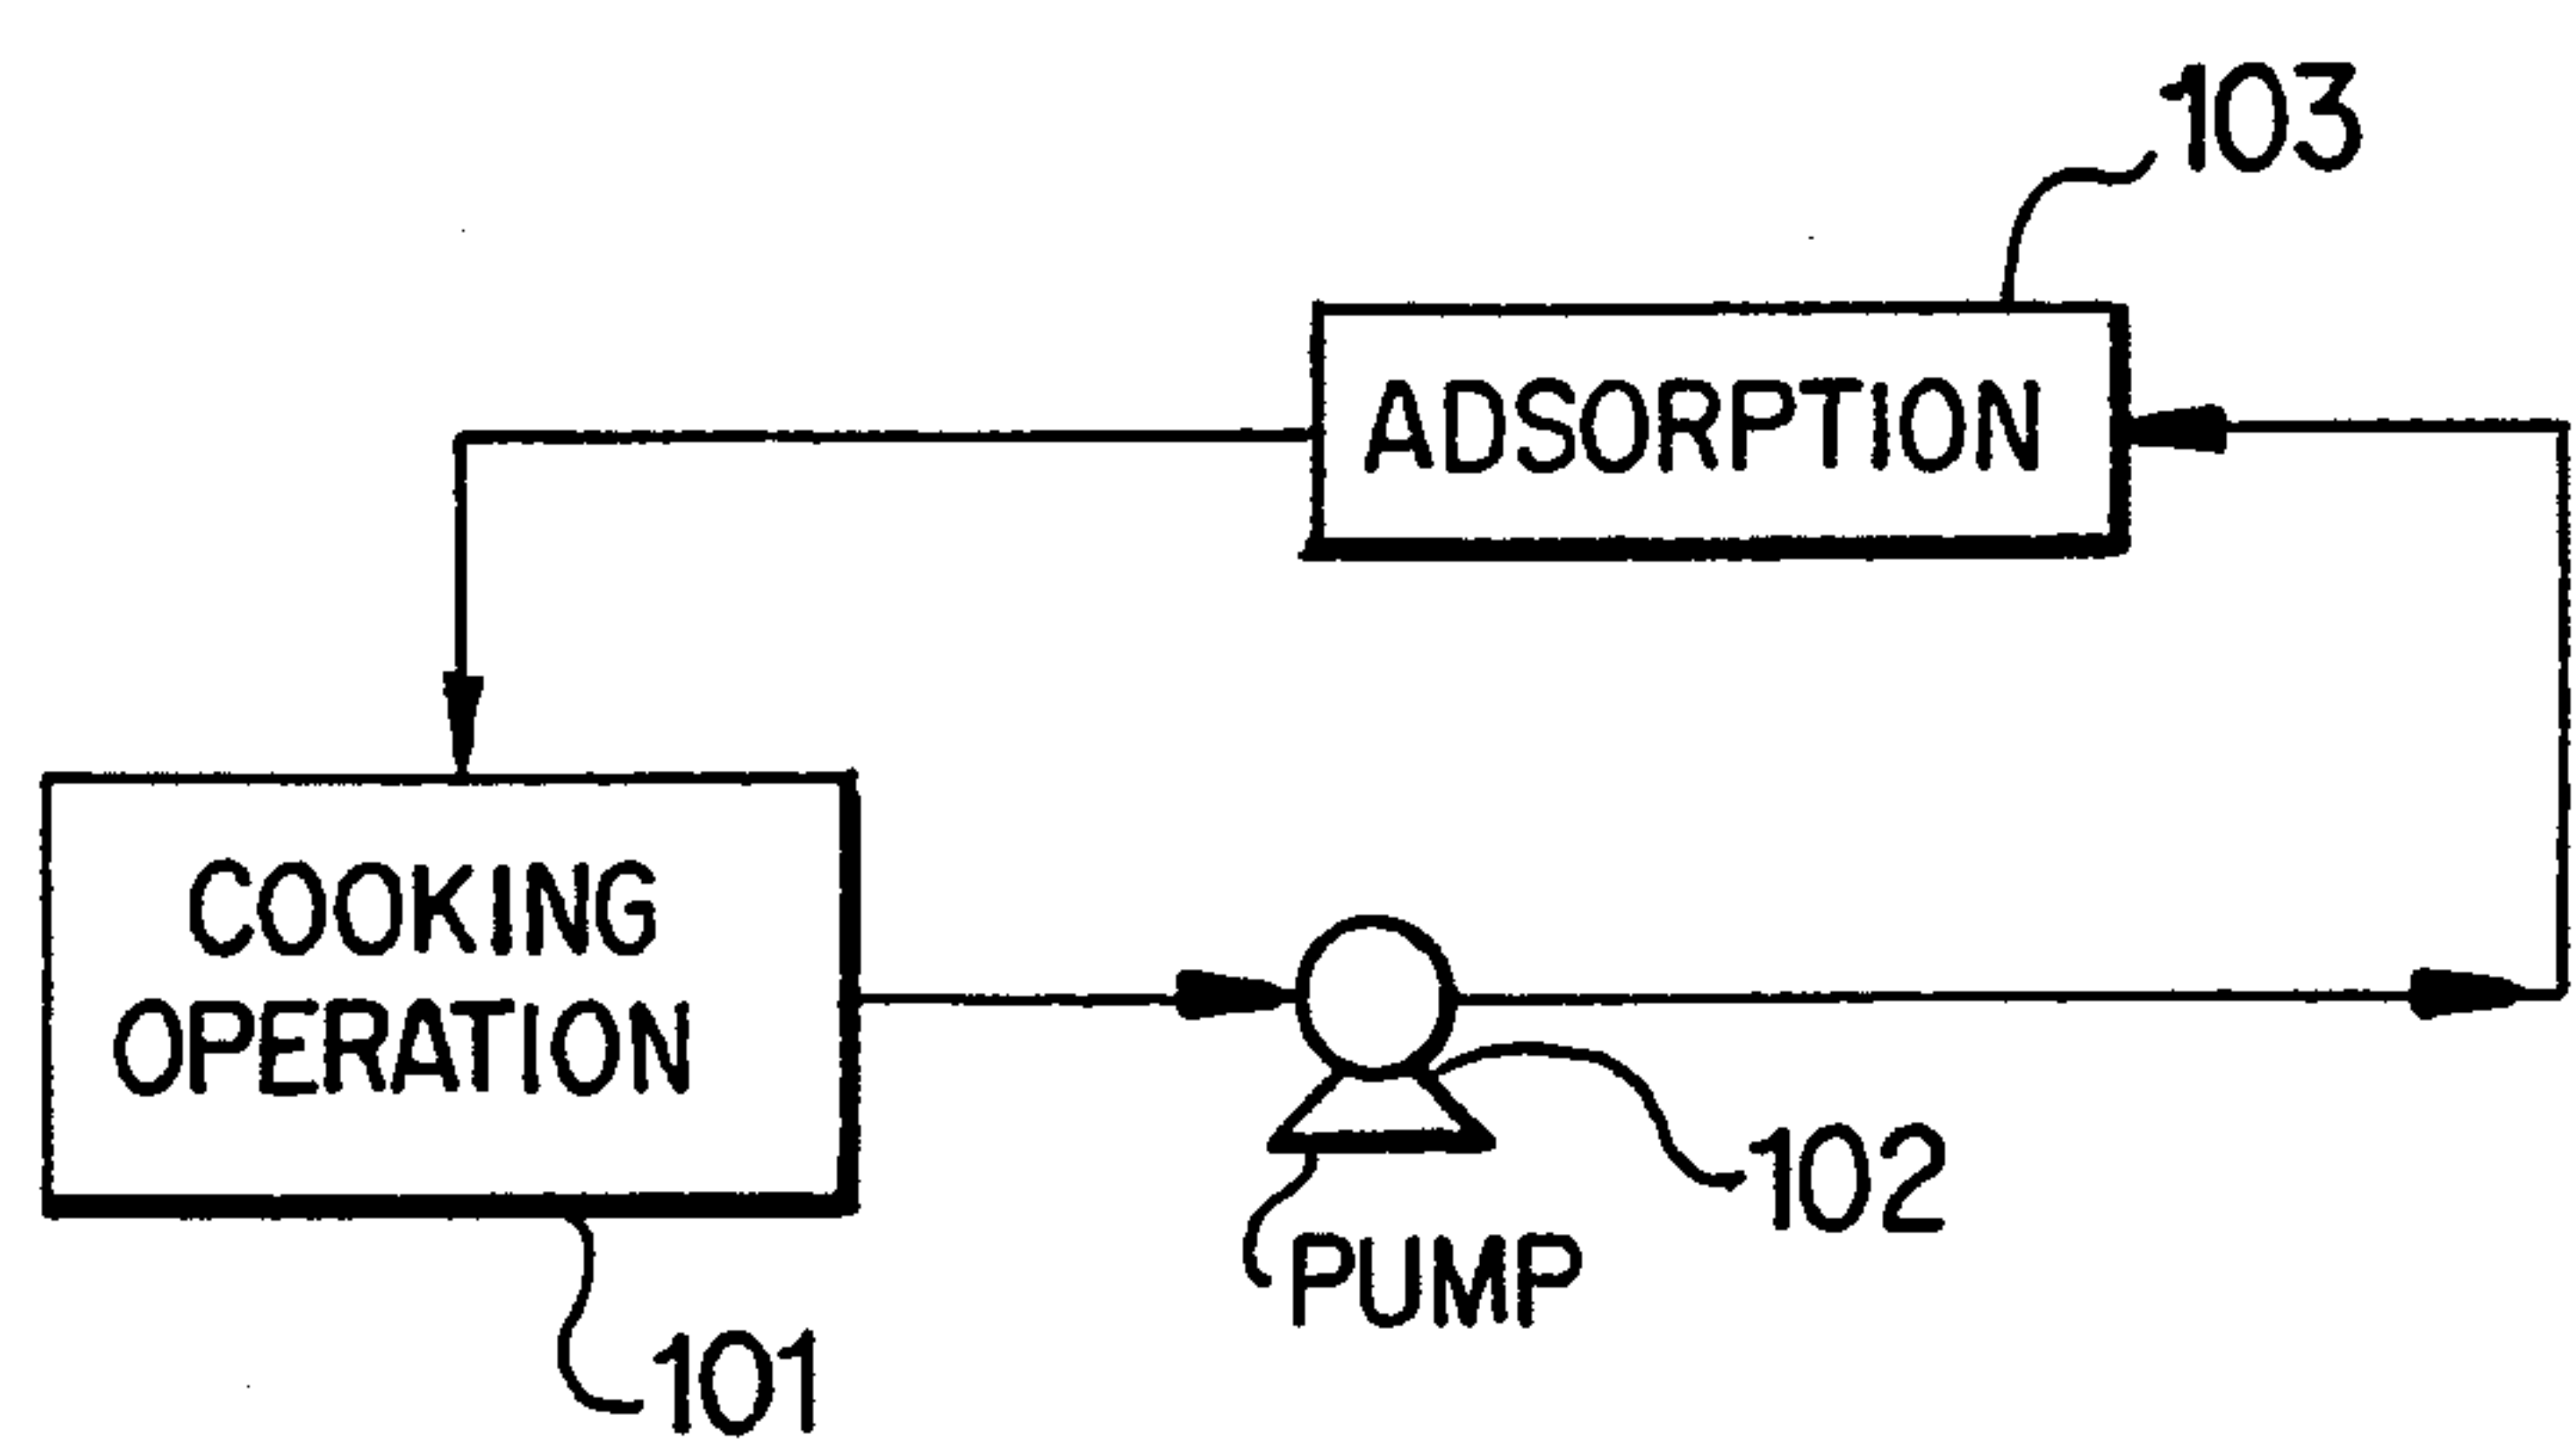 103
ADSORPTION
COOKING
OPERATION
102
PUMP
101